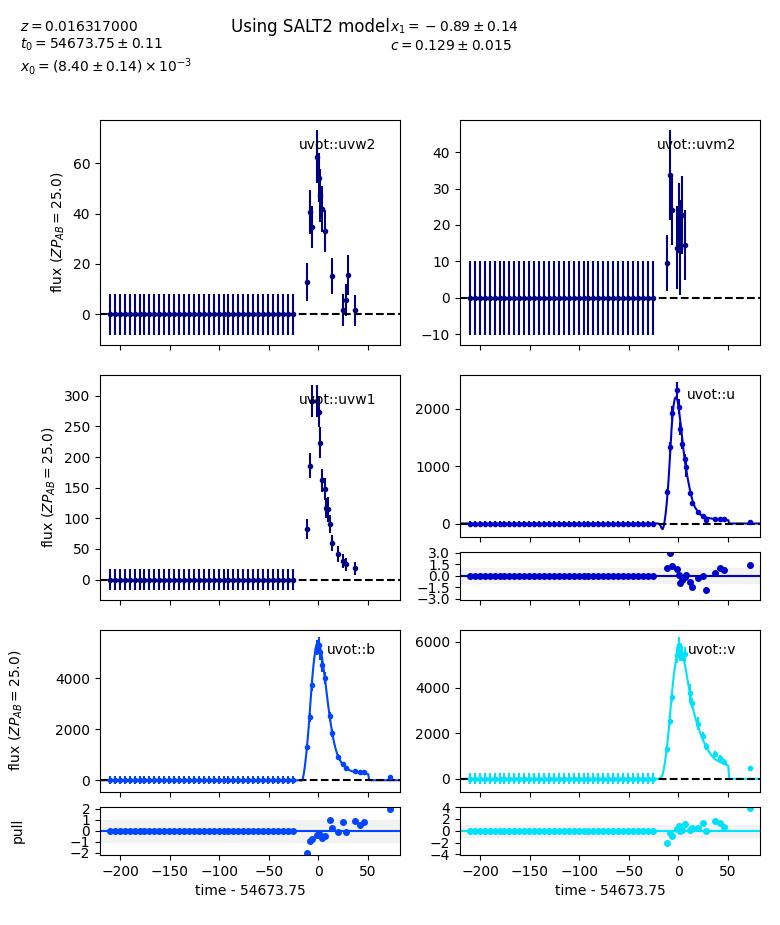 z = 0.016317000
Using SALT2 model
x₁ = −0.89 ± 0.14
t₀ = 54673.75 ± 0.11
c = 0.129 ± 0.015
x₀ = (8.40 ± 0.14) × 10⁻³
uvot::uvw2
60
40
20
0
flux (ZP_AB = 25.0)
uvot::uvm2
40
30
20
10
0
−10
uvot::uvw1
300
250
200
150
100
50
0
flux (ZP_AB = 25.0)
uvot::u
2000
1000
0
3.0
1.5
0.0
−1.5
−3.0
uvot::b
4000
2000
0
flux (ZP_AB = 25.0)
2
1
0
−1
−2
pull
−200 −150 −100 −50 0 50
time - 54673.75
uvot::v
6000
4000
2000
0
4
2
0
−2
−4
−200 −150 −100 −50 0 50
time - 54673.75